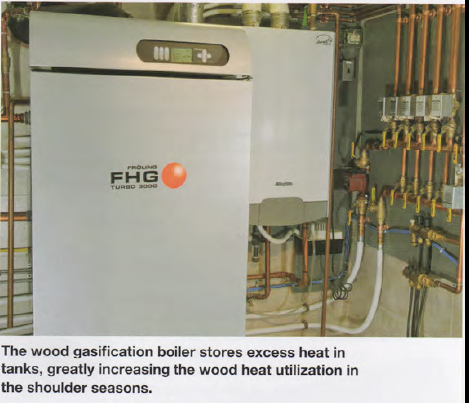 FRÖLING
FHG
TURBO 3000
The wood gasification boiler stores excess heat in
tanks, greatly increasing the wood heat utilization in
the shoulder seasons.